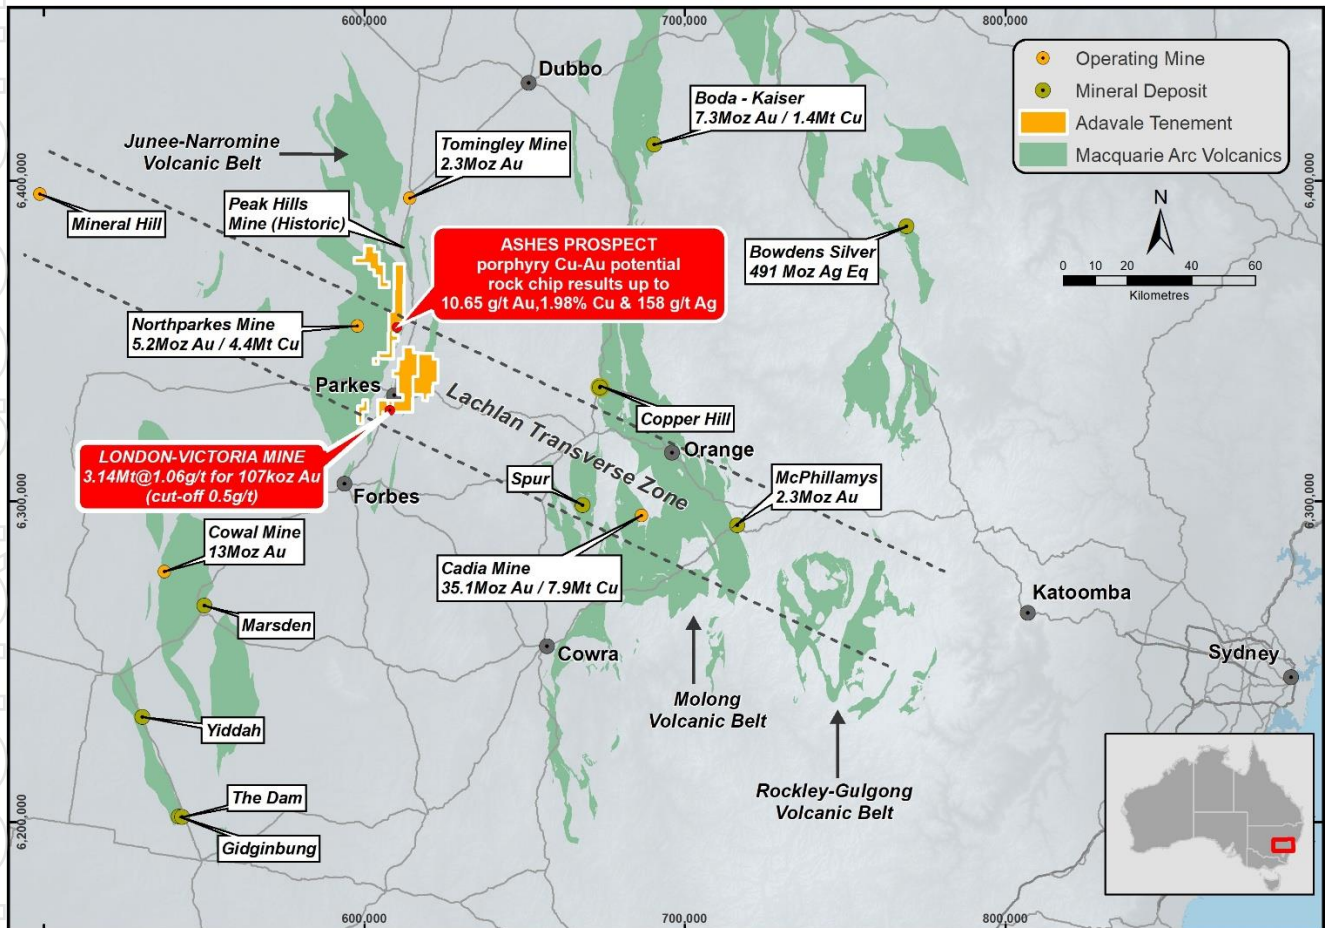 600,000
700,000
800,000
Operating Mine
Mineral Deposit
Adavale Tenement
Macquarie Arc Volcanics
Dubbo
Boda - Kaiser
7.3Moz Au / 1.4Mt Cu
Junee-Narromine
Volcanic Belt
Tomingley Mine
2.3Moz Au
6,400,000
6,400,000
N
Mineral Hill
Peak Hills
Mine (Historic)
ASHES PROSPECT
porphyry Cu-Au potential
rock chip results up to
10.65 g/t Au,1.98% Cu & 158 g/t Ag
Bowdens Silver
491 Moz Ag Eq
0 10 20 30 40 50 60
Kilometres
Northparkes Mine
5.2Moz Au / 4.4Mt Cu
Parkes
Lachlan Transverse Zone
Copper Hill
Orange
LONDON-VICTORIA MINE
3.14Mt@1.06g/t for 107koz Au
(cut-off 0.5g/t)
Forbes
Spur
McPhillamys
2.3Moz Au
6,300,000
6,300,000
Cowal Mine
13Moz Au
Cadia Mine
35.1Moz Au / 7.9Mt Cu
Katoomba
Marsden
Cowra
Sydney
Molong
Volcanic Belt
Yiddah
Rockley-Gulgong
Volcanic Belt
The Dam
Gidginbung
6,200,000
6,200,000
600,000
700,000
800,000